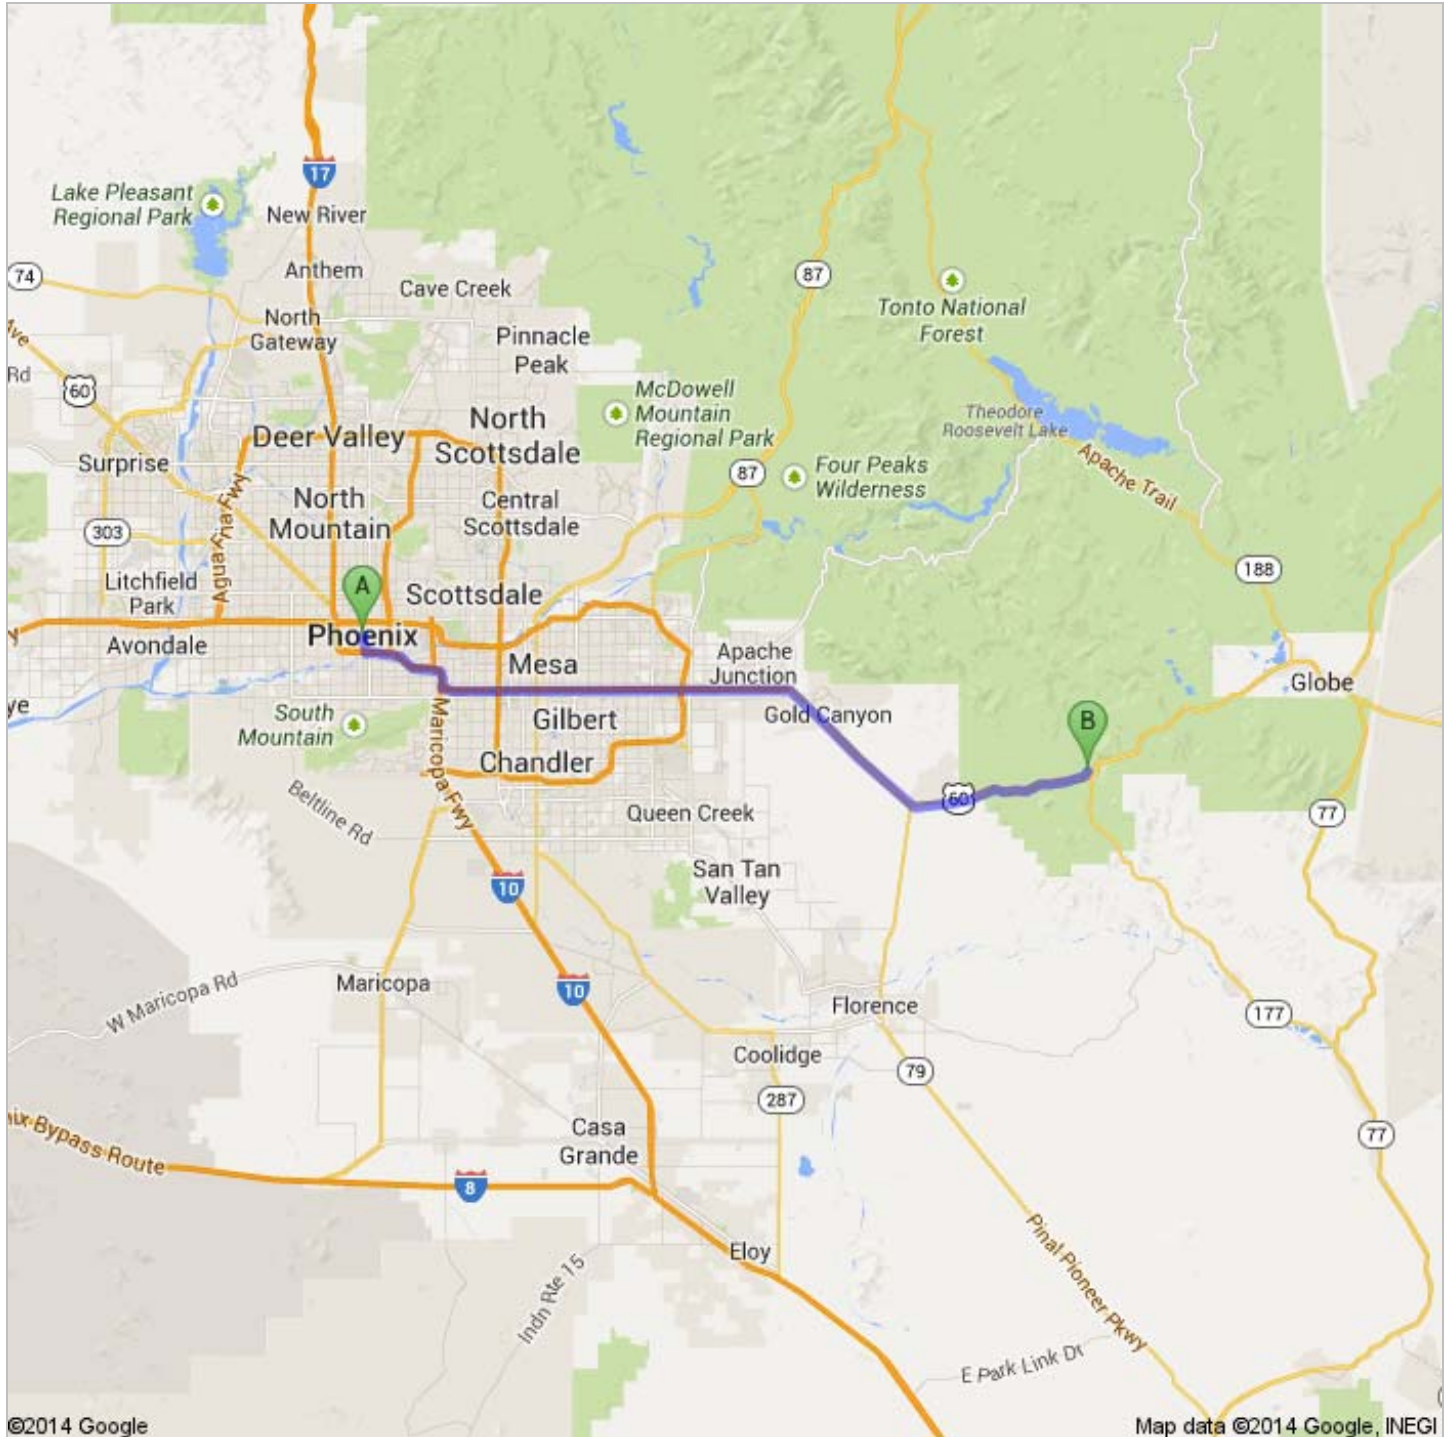 17
Lake Pleasant
Regional Park
New River
74
Anthem
Cave Creek
87
Tonto National
Forest
North
Gateway
Pinnacle
Peak
Ave
Rd
60
McDowell
Mountain
Regional Park
Theodore
Roosevelt Lake
North
Scottsdale
Deer Valley
Surprise
87
Four Peaks
Wilderness
Apache Trail
North
Mountain
Central
Scottsdale
Agua Fwy
303
188
Litchfield
Park
A
Scottsdale
Phoenix
Avondale
Mesa
Apache
Junction
Globe
ye
South
Mountain
Maricopa Fwy
Gilbert
Gold Canyon
B
Chandler
Beltline Rd
Queen Creek
60
77
San Tan
Valley
10
Maricopa
10
W Maricopa Rd
Florence
177
Coolidge
79
287
Casa
Grande
77
ix Bypass Route
8
Eloy
Pinal Pioneer Pkwy
Indn Rte 15
E Park Link Dr
©2014 Google
Map data ©2014 Google, INEGI